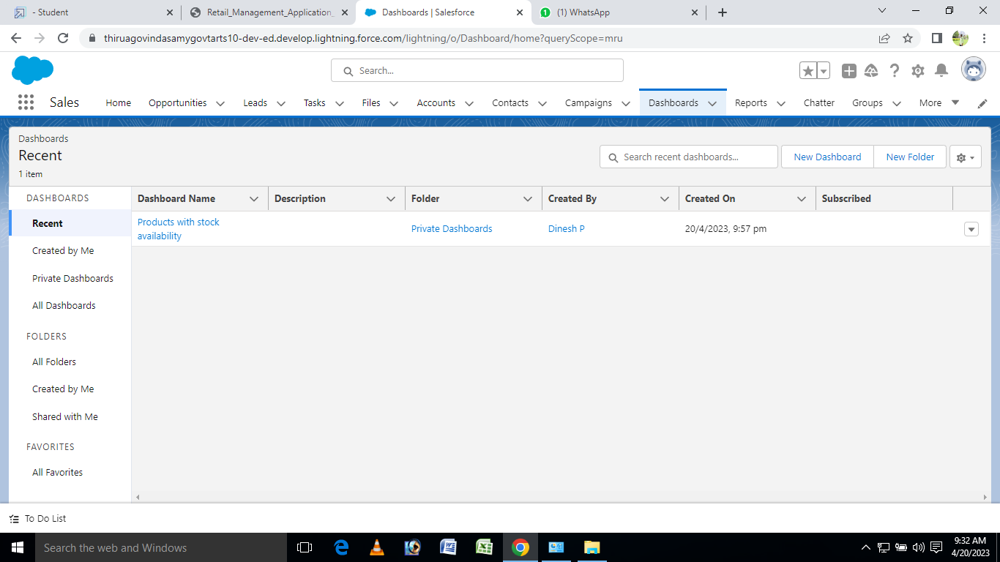 - Student
Retail_Management_Application_
Dashboards | Salesforce
(1) WhatsApp
thiruagovindasamygovtarts10-dev-ed.develop.lightning.force.com/lightning/o/Dashboard/home?queryScope=mru
Search...
Sales
Home Opportunities Leads Tasks Files Accounts Contacts Campaigns Dashboards Reports Chatter Groups More
Dashboards
Recent
1 item
Search recent dashboards...
New Dashboard
New Folder
DASHBOARDS
Recent
Created by Me
Private Dashboards
All Dashboards
FOLDERS
All Folders
Created by Me
Shared with Me
FAVORITES
All Favorites
Dashboard Name Description Folder Created By Created On Subscribed
Products with stock
availability
Private Dashboards
Dinesh P
20/4/2023, 9:57 pm
To Do List
Search the web and Windows
9:32 AM
4/20/2023